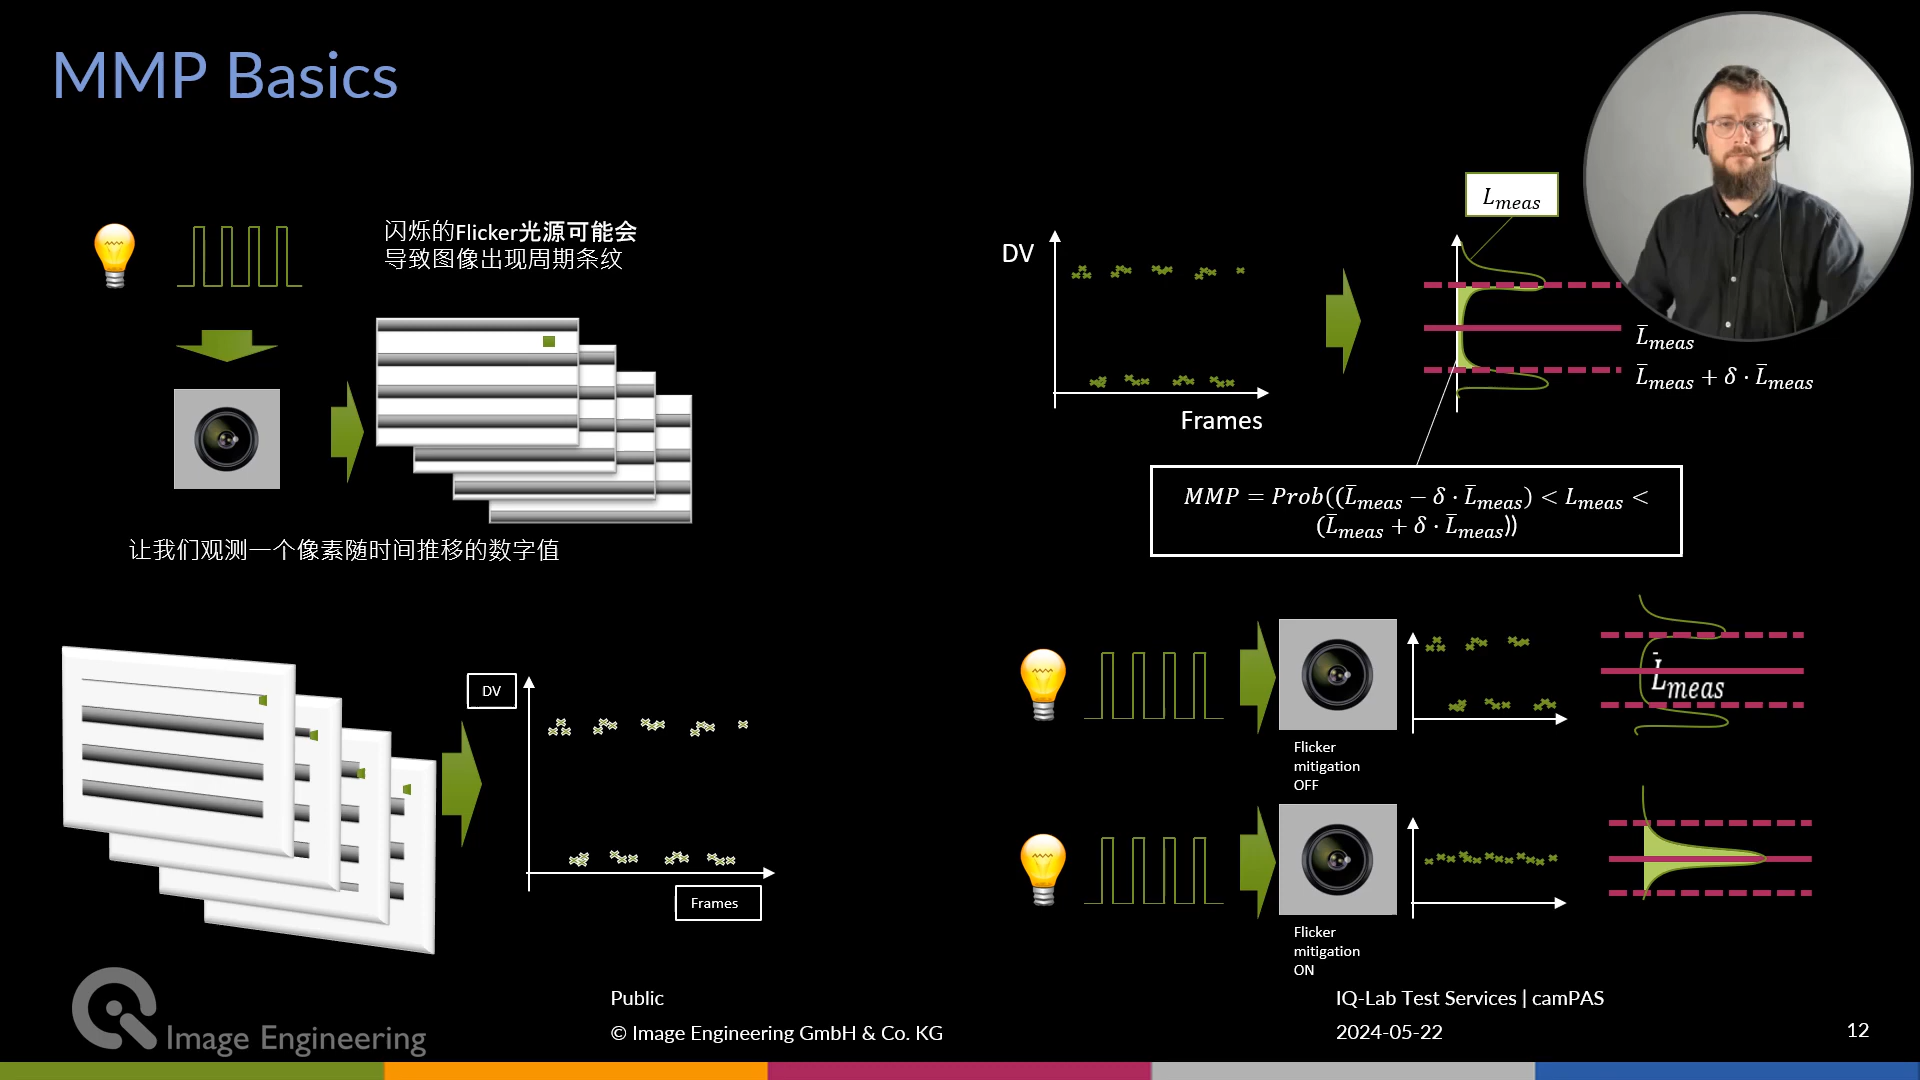 MMP Basics
闪烁的Flicker光源可能会
导致图像出现周期条纹
让我们观测一个像素随时间推移的数字值
DV
Frames
DV
Frames
L_meas
L̄_meas
L̄_meas + δ · L̄_meas
MMP = Prob((L̄_meas − δ · L̄_meas) < L_meas <
(L̄_meas + δ · L̄_meas))
Flicker
mitigation
OFF
L̄_meas
Flicker
mitigation
ON
Image Engineering
Public
© Image Engineering GmbH & Co. KG
IQ-Lab Test Services | camPAS
2024-05-22
12